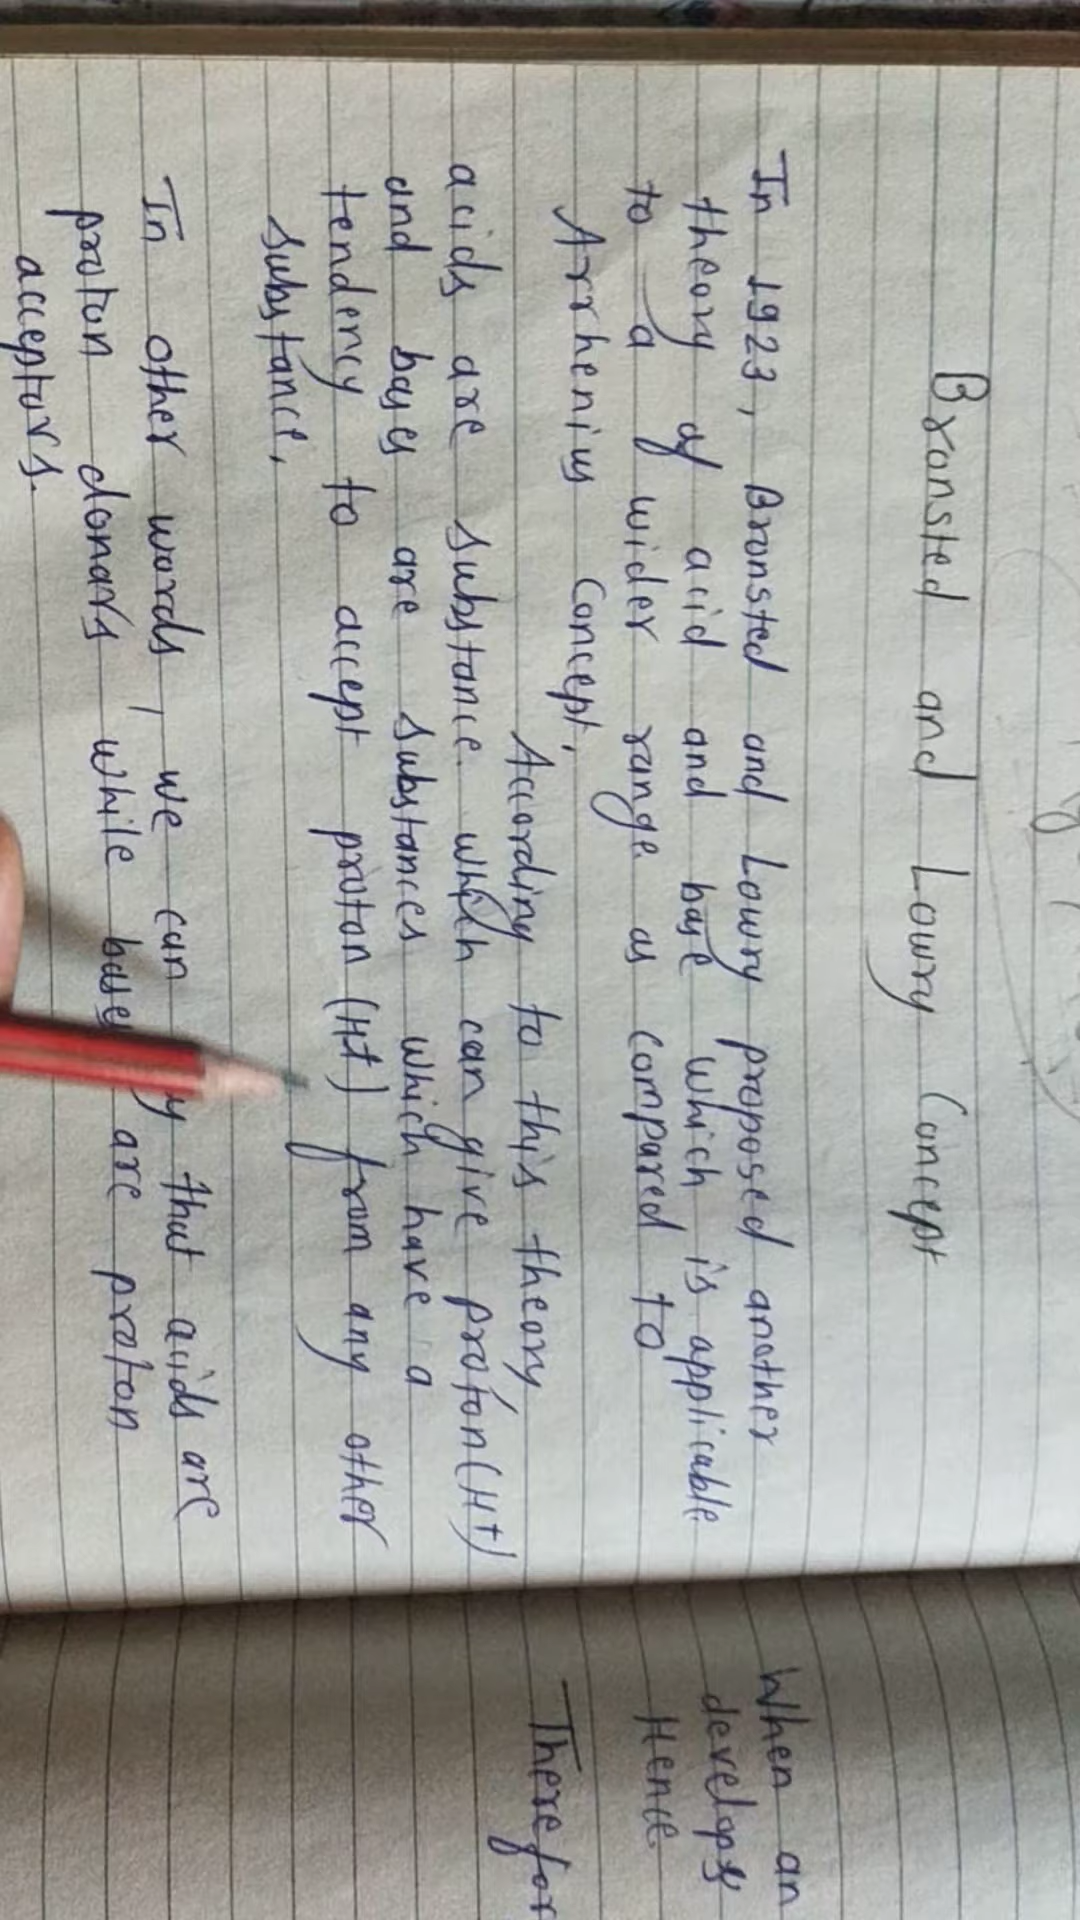 Bronsted and Lowry Concept
In 1923, Bronsted and Lowry proposed another
theory of acid and base which is applicable
to a wider range as compared to
Arrhenius Concept,
According to this theory
acids are substance which can give proton (H+)
and bases are substances which have a
tendency to accept proton (H+) from any other
substance,
In other words, we can that acids are
proton donars while bases are proton
acceptors.
When an
develops
Hence
Therefor